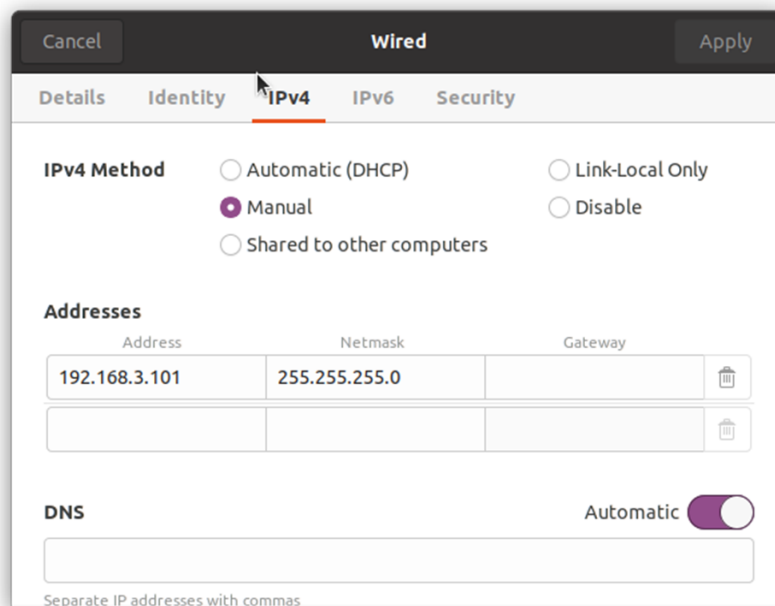 Cancel Wired Apply
Details Identity IPv4 IPv6 Security
IPv4 Method Automatic (DHCP) Link-Local Only
Manual Disable
Shared to other computers
Addresses
Address Netmask Gateway
192.168.3.101 255.255.255.0
DNS Automatic
Separate IP addresses with commas